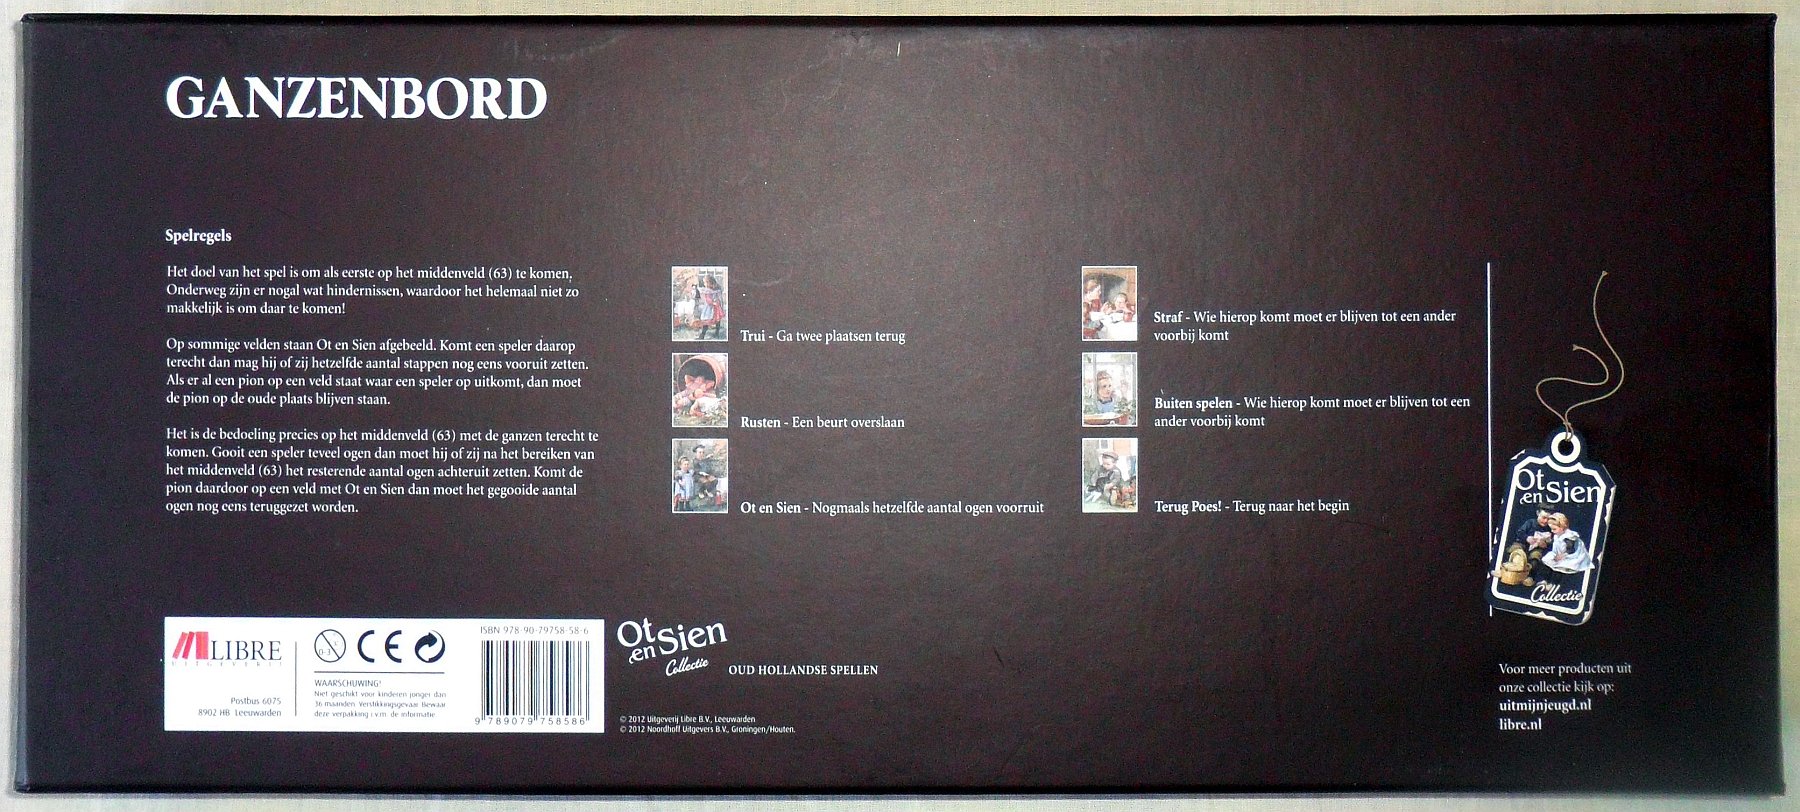 GANZENBORD
Spelregels
Het doel van het spel is om als eerste op het middenveld (63) te komen.
Onderweg zijn er nogal wat hindernissen, waardoor het helemaal niet zo
makkelijk is om daar te komen!
Op sommige velden staan Ot en Sien afgebeeld. Komt een speler daarop
terecht dan mag hij of zij hetzelfde aantal stappen nog eens vooruit zetten.
Als er al een pion op een veld staat waar een speler op uitkomt, dan moet
de pion op de oude plaats blijven staan.
Het is de bedoeling precies op het middenveld (63) met de ganzen terecht te
komen. Gooit een speler teveel ogen dan moet hij of zij na het bereiken van
het middenveld (63) het resterende aantal ogen achteruit zetten. Komt de
pion daardoor op een veld met Ot en Sien dan moet het gegooide aantal
ogen nog eens teruggezet worden.
Trui - Ga twee plaatsen terug
Rusten - Een beurt overslaan
Ot en Sien - Nogmaals hetzelfde aantal ogen voorruit
Straf - Wie hierop komt moet er blijven tot een ander
voorbij komt
Buiten spelen - Wie hierop komt moet er blijven tot een
ander voorbij komt
Terug Poes! - Terug naar het begin
Ot
en Sien
Collectie
LIBRE
UITGEVERIJ
Postbus 6075
8902 HB Leeuwarden
0-3
CE
WAARSCHUWING!
Niet geschikt voor kinderen jonger dan
36 maanden. Verstikkingsgevaar. Bewaar
deze verpakking i.v.m. de informatie.
ISBN 978-90-79758-58-6
9 789079 758586
Ot
en Sien
Collectie
OUD HOLLANDSE SPELLEN
© 2012 Uitgeverij Libre B.V., Leeuwarden
© 2012 Noordhoff Uitgevers B.V., Groningen/Houten.
Voor meer producten uit
onze collectie kijk op:
uitmijnjeugd.nl
libre.nl